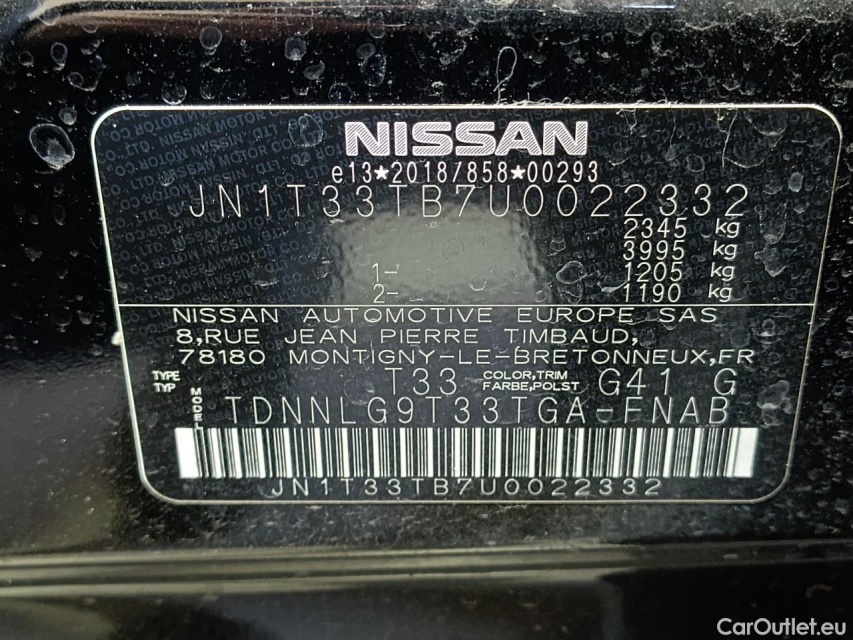 NISSAN
e13*2018/858*00293
JN1T33TB7U0022332
2345 kg
3995 kg
1- 1205 kg
2- 1190 kg
NISSAN AUTOMOTIVE EUROPE SAS
8,RUE JEAN PIERRE TIMBAUD,
78180 MONTIGNY-LE-BRETONNEUX,FR
TYPE TYP T33 COLOR,TRIM FARBE,POLST G41 G
MODEL TDNNLG9T33TGA-FNAB
JN1T33TB7U0022332
CarOutlet.eu